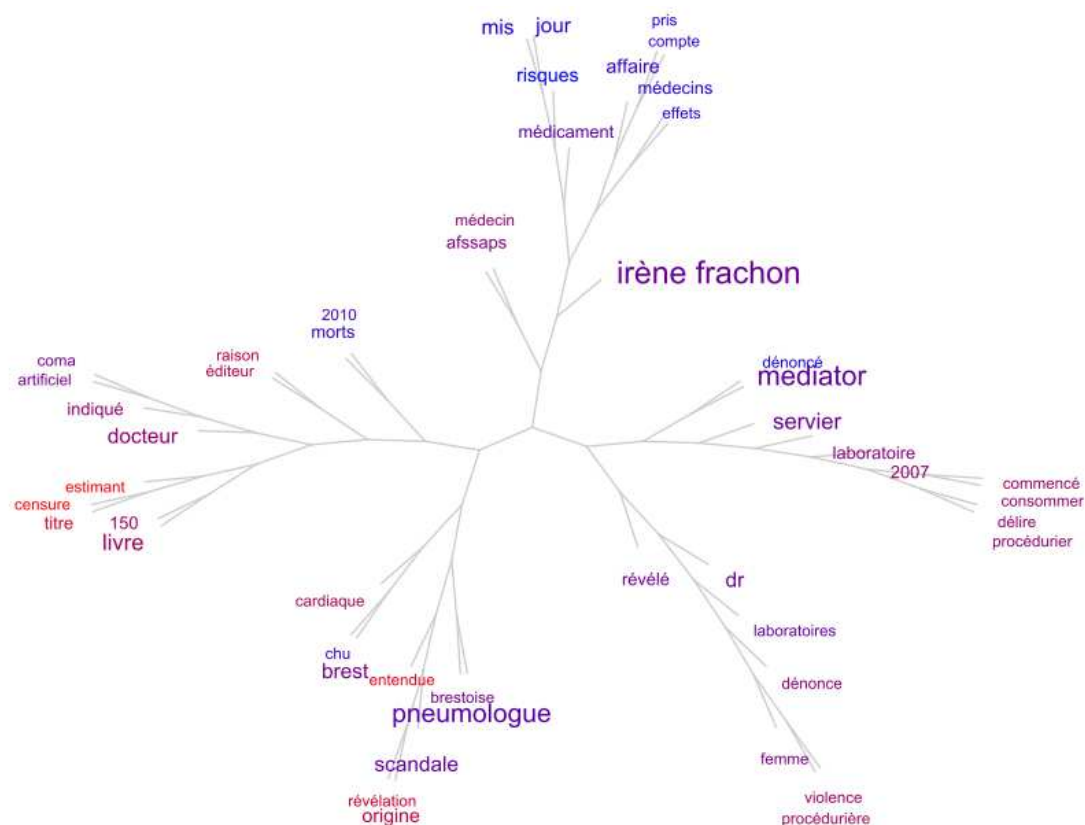 mis jour
pris
compte
risques
affaire
médecins
effets
médicament
médecin
afssaps
irène frachon
2010
morts
coma
artificiel
raison
éditeur
dénoncé
mediator
indiqué
docteur
servier
laboratoire
2007
estimant
censure
titre
150
livre
commencé
consommer
délire
procédurier
révélé
dr
cardiaque
laboratoires
chu
brest
entendue
brestoise
dénonce
pneumologue
scandale
femme
révélation
origine
violence
procédurière